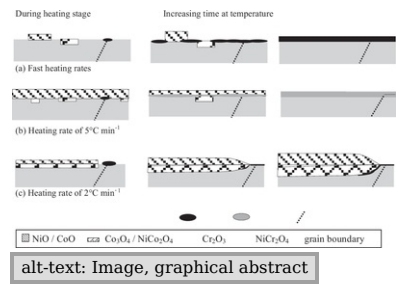 During heating stage
Increasing time at temperature
(a) Fast heating rates
(b) Heating rate of 5°C min⁻¹
(c) Heating rate of 2°C min⁻¹
NiO / CoO Co₃O₄ / NiCo₂O₄ Cr₂O₃ NiCr₂O₄ grain boundary
alt-text: Image, graphical abstract